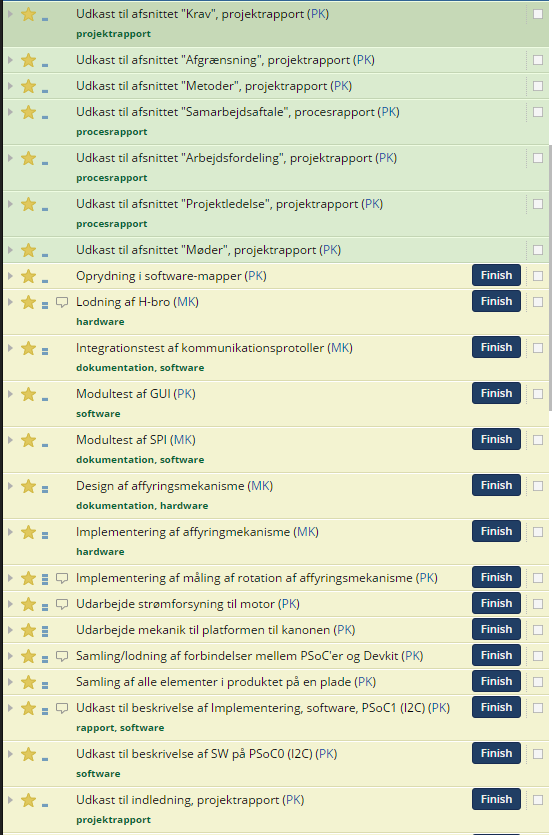 Udkast til afsnittet "Krav", projektrapport (PK)
projektrapport
Udkast til afsnittet "Afgrænsning", projektrapport (PK)
Udkast til afsnittet "Metoder", projektrapport (PK)
Udkast til afsnittet "Samarbejdsaftale", procesrapport (PK)
procesrapport
Udkast til afsnittet "Arbejdsfordeling", projektrapport (PK)
procesrapport
Udkast til afsnittet "Projektledelse", projektrapport (PK)
procesrapport
Udkast til afsnittet "Møder", projektrapport (PK)
Oprydning i software-mapper (PK) Finish
Lodning af H-bro (MK) Finish
hardware
Integrationstest af kommunikationsprotoller (MK) Finish
dokumentation, software
Modultest af GUI (PK) Finish
software
Modultest af SPI (MK) Finish
dokumentation, software
Design af affyringsmekanisme (MK) Finish
dokumentation, hardware
Implementering af affyringmekanisme (MK) Finish
hardware
Implementering af måling af rotation af affyringsmekanisme (PK) Finish
Udarbejde strømforsyning til motor (PK) Finish
Udarbejde mekanik til platformen til kanonen (PK) Finish
Samling/lodning af forbindelser mellem PSoC'er og Devkit (PK) Finish
Samling af alle elementer i produktet på en plade (PK) Finish
Udkast til beskrivelse af Implementering, software, PSoC1 (I2C) (PK) Finish
rapport, software
Udkast til beskrivelse af SW på PSoC0 (I2C) (PK) Finish
software
Udkast til indledning, projektrapport (PK) Finish
projektrapport